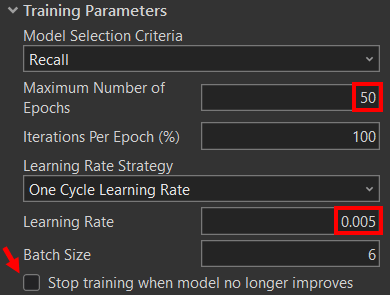 Training Parameters
Model Selection Criteria
Recall
Maximum Number of
Epochs
50
Iterations Per Epoch (%)
100
Learning Rate Strategy
One Cycle Learning Rate
Learning Rate
0.005
Batch Size
6
Stop training when model no longer improves